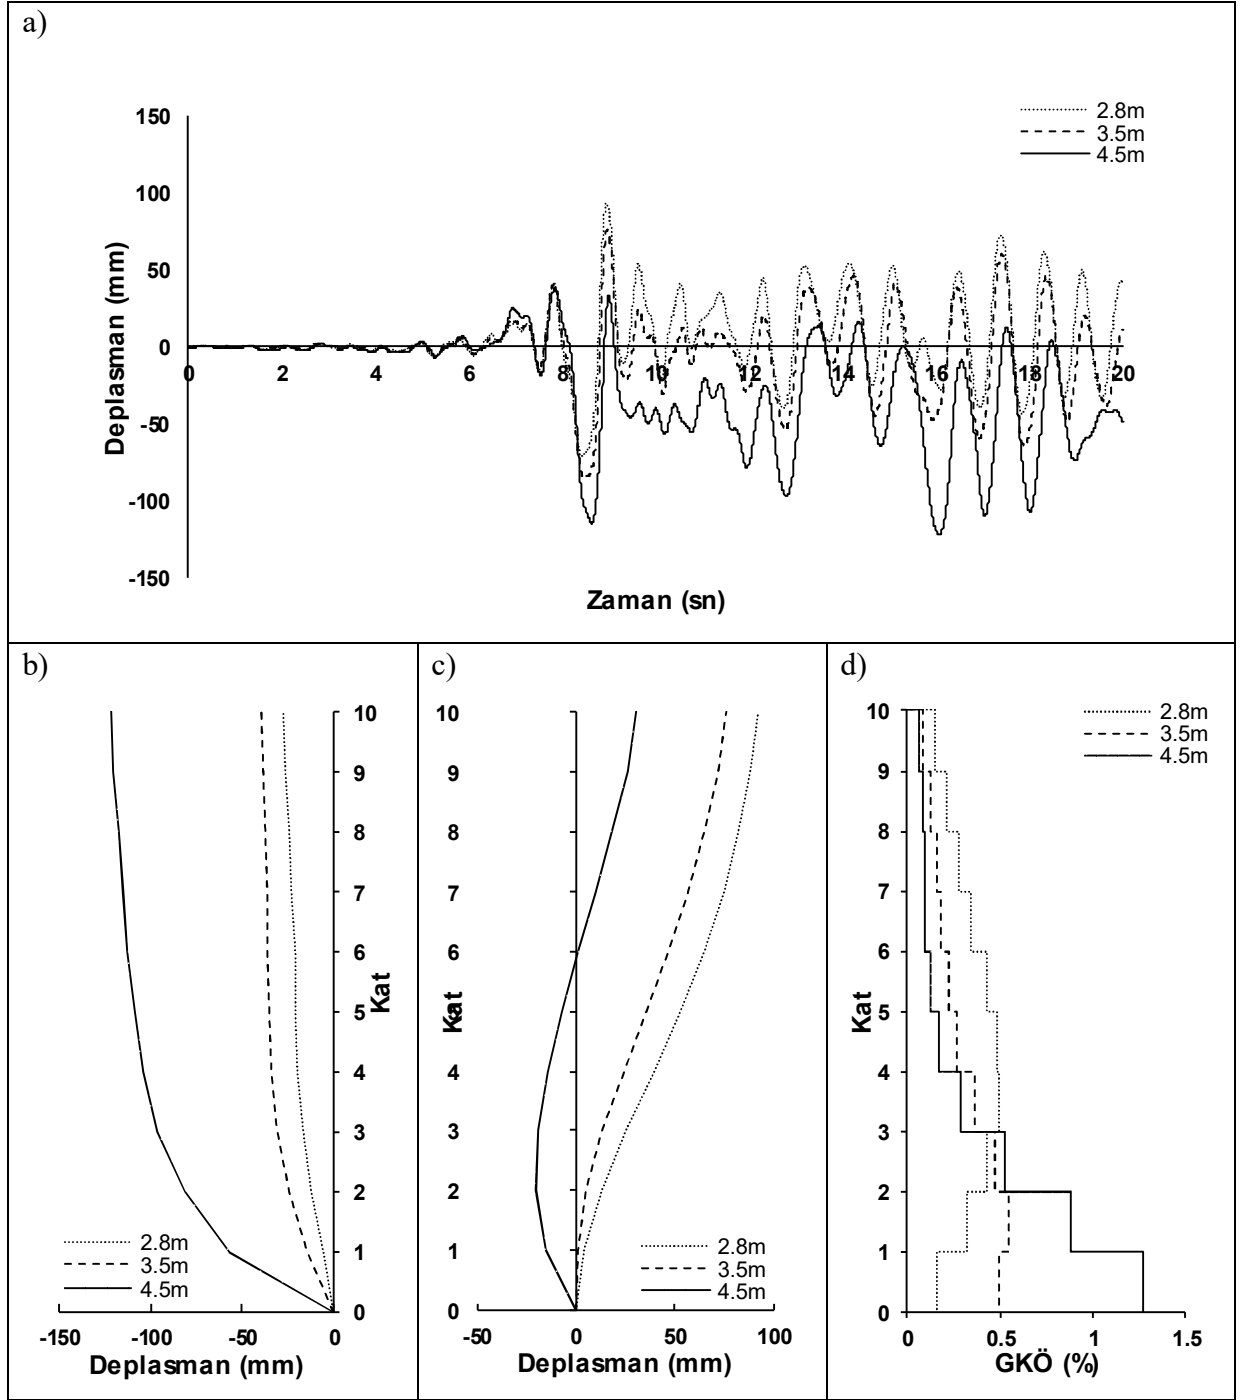 a)
2.8m
3.5m
4.5m
150
100
50
0
-50
-100
-150
0 2 4 6 8 10 12 14 16 18 20
Deplasman (mm)
Zaman (sn)
b)
10
9
8
7
6
5
4
3
2
1
0
Kat
2.8m
3.5m
4.5m
-150 -100 -50 0
Deplasman (mm)
c)
10
9
8
7
6
5
4
3
2
1
0
Kat
2.8m
3.5m
4.5m
-50 0 50 100
Deplasman (mm)
d)
2.8m
3.5m
4.5m
10
9
8
7
6
5
4
3
2
1
0
Kat
0 0.5 1 1.5
GKÖ (%)